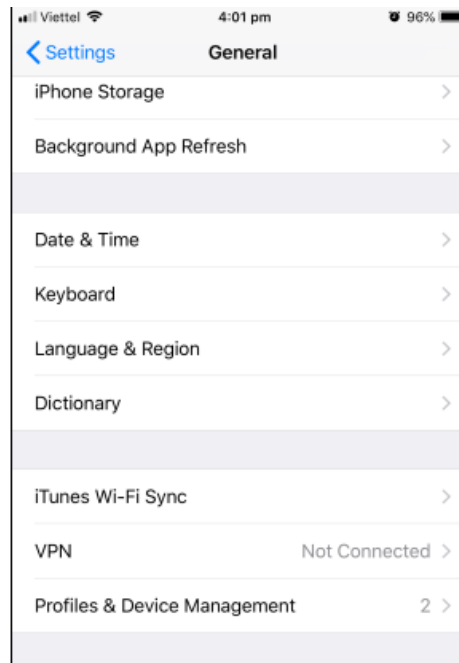 Viettel 4:01 pm 96%
Settings General
iPhone Storage
Background App Refresh
Date & Time
Keyboard
Language & Region
Dictionary
iTunes Wi-Fi Sync
VPN Not Connected
Profiles & Device Management 2